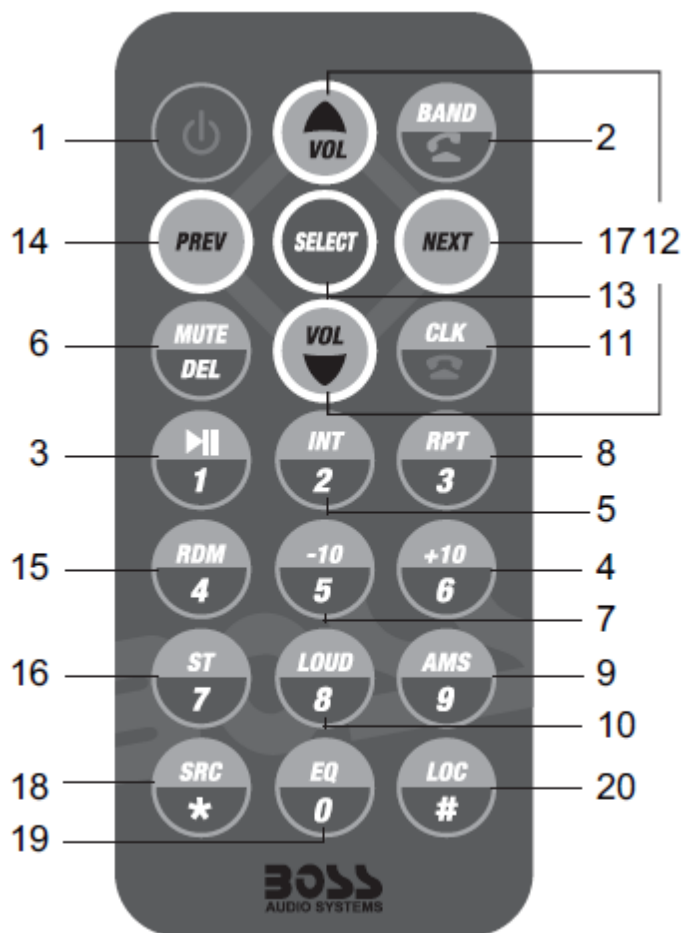 1 VOL BAND 2
14 PREV SELECT NEXT 17 12
13
6 MUTE VOL CLK 11
DEL
3 INT RPT 8
1 2 3
5
15 RDM -10 +10 4
4 5 6
7
16 ST LOUD AMS 9
7 8 9
10
18 SRC EQ LOC 20
* 0 #
19
BOSS
AUDIO SYSTEMS